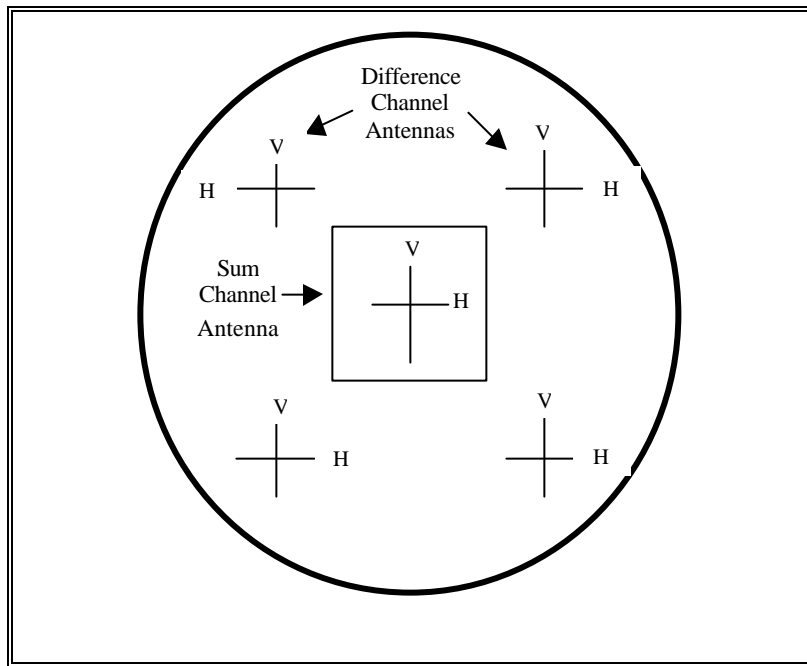 Difference
Channel
Antennas
V
V
H
H
V
Sum
Channel
Antenna
H
V
V
H
H